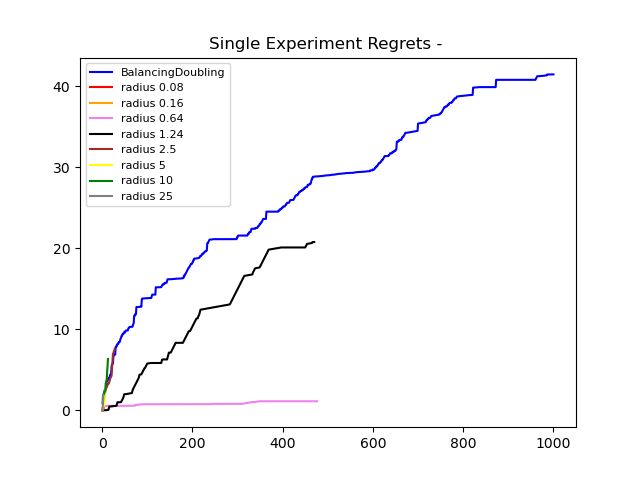 Single Experiment Regrets -
BalancingDoubling
radius 0.08
radius 0.16
radius 0.64
radius 1.24
radius 2.5
radius 5
radius 10
radius 25
40
30
20
10
0
0 200 400 600 800 1000